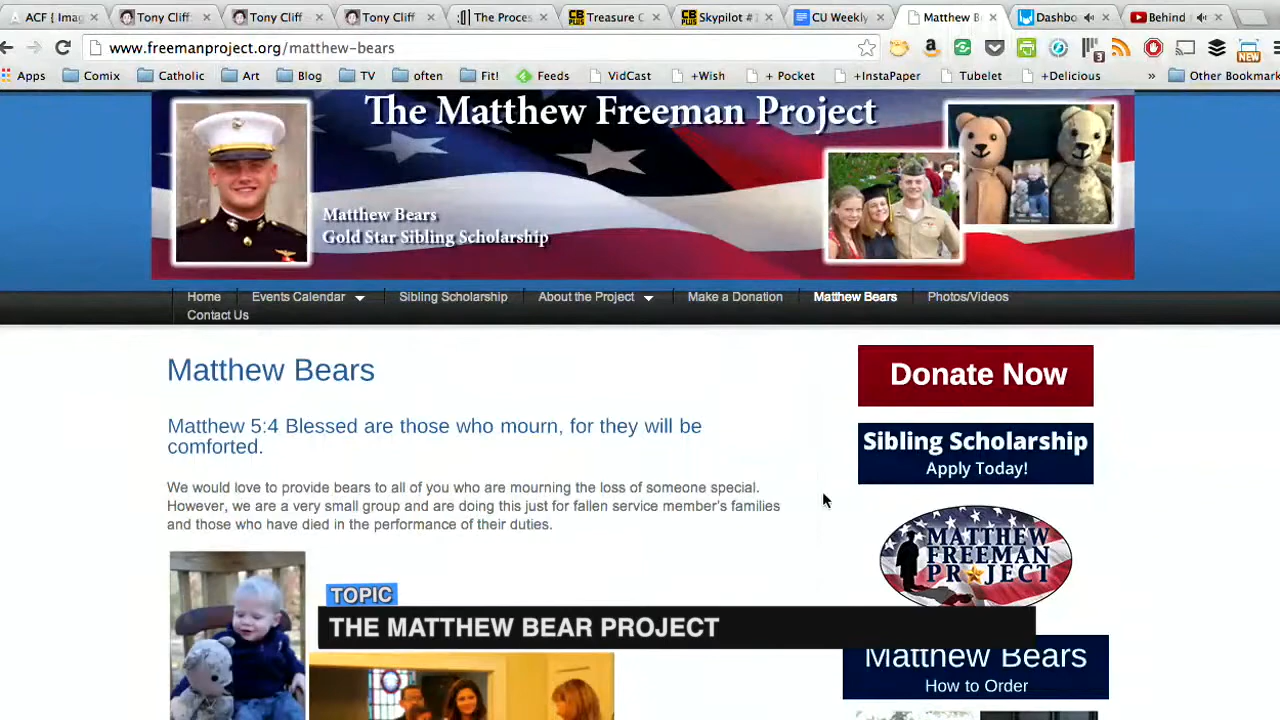 ACF { Imag
Tony Cliff
Tony Cliff
Tony Cliff
The Proces
Treasure C
Skypilot #
CU Weekly
Matthew B
Dashbo
Behind
www.freemanproject.org/matthew-bears
3
NEW
Apps
Comix
Catholic
Art
Blog
TV
often
Fit!
Feeds
VidCast
+Wish
+ Pocket
+InstaPaper
Tubelet
+Delicious
»
Other Bookmark
The Matthew Freeman Project
Matthew Bears
Gold Star Sibling Scholarship
Home
Events Calendar
Sibling Scholarship
About the Project
Make a Donation
Matthew Bears
Photos/Videos
Contact Us
Matthew Bears
Matthew 5:4 Blessed are those who mourn, for they will be
comforted.
We would love to provide bears to all of you who are mourning the loss of someone special.
However, we are a very small group and are doing this just for fallen service member's families
and those who have died in the performance of their duties.
Donate Now
Sibling Scholarship
Apply Today!
MATTHEW
FREEMAN
PROJECT
TOPIC
THE MATTHEW BEAR PROJECT
Matthew Bears
How to Order